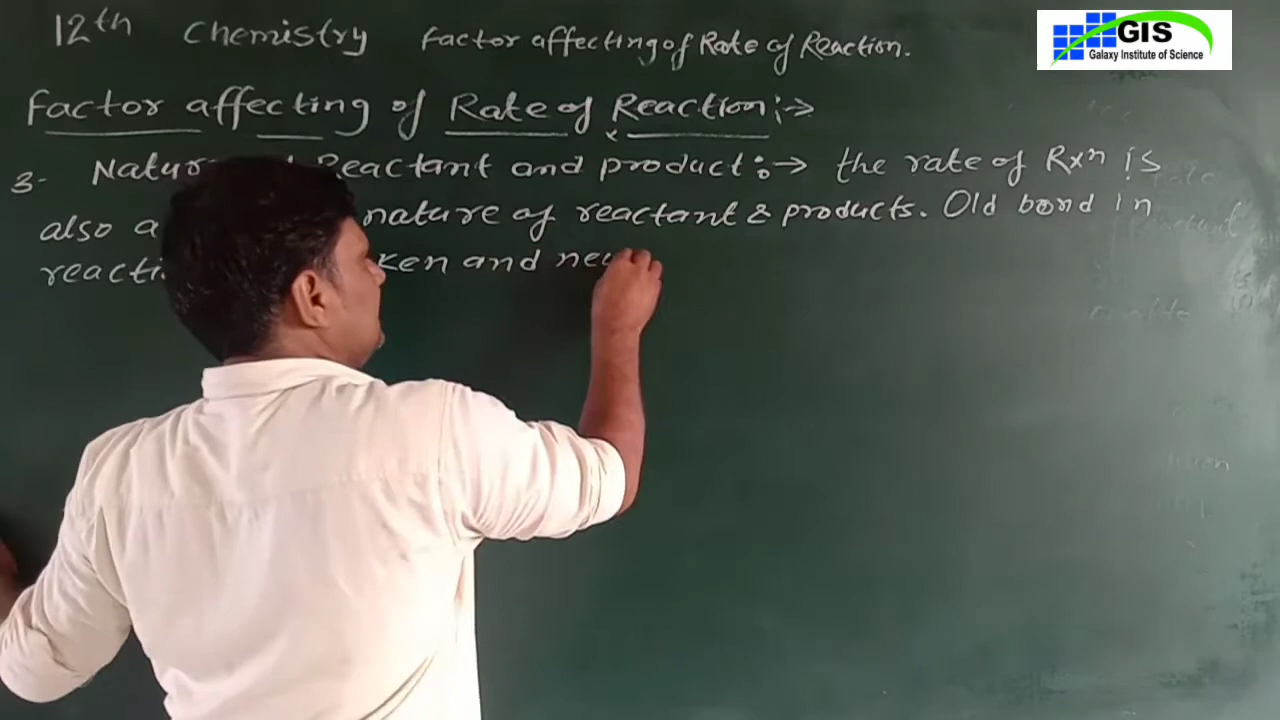 12th Chemistry Factor affecting of Rate of Reaction.
GIS
Galaxy Institute of Science
Factor affecting of Rate of Reaction :→
3- Natur Reactant and product :→ the rate of Rxn is
also a nature of reactant & products. Old bond in
reacti ken and new